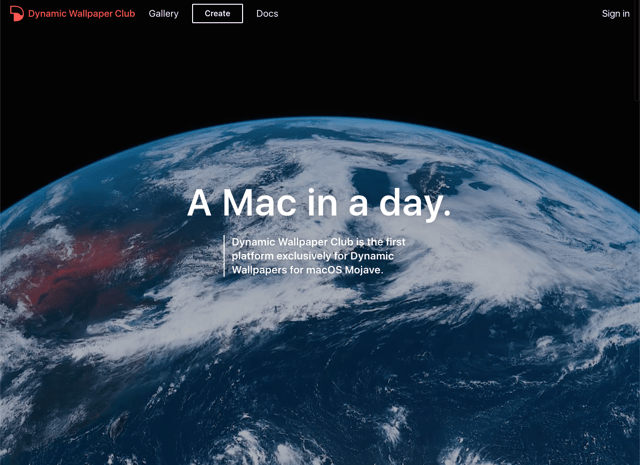 Dynamic Wallpaper Club Gallery Create Docs Sign in
A Mac in a day.
Dynamic Wallpaper Club is the first
platform exclusively for Dynamic
Wallpapers for macOS Mojave.